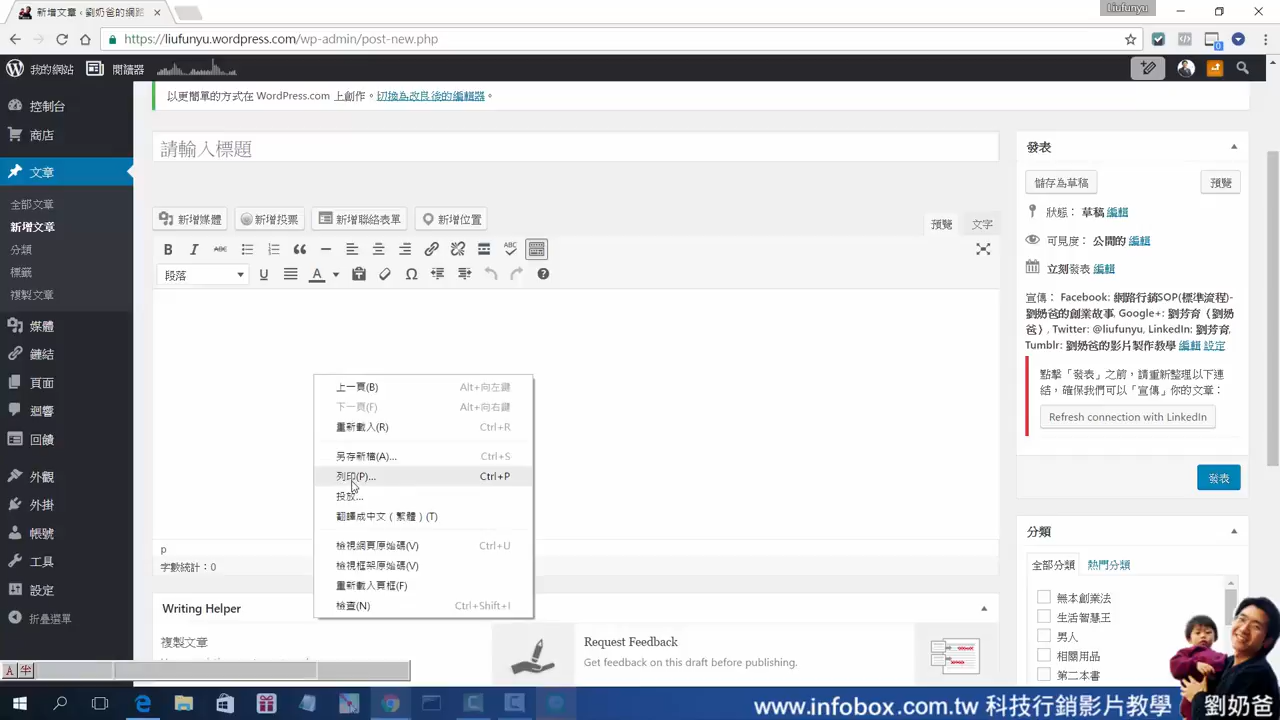 新增文章 ‹ 劉奶爸的網路
Liufunyu
https://liufunyu.wordpress.com/wp-admin/post-new.php
我的網站
閱讀器
以更簡單的方式在 WordPress.com 上創作。切換為改良後的編輯器。
控制台
商店
文章
全部文章
新增文章
分類
標籤
複製文章
媒體
鏈結
頁面
迴響
回饋
外觀
外掛
帳號
工具
設定
折疊選單
請輸入標題
新增媒體
新增投票
新增聯絡表單
新增位置
預覽
文字
B I ABC ABC
段落
U A Ω
上一頁(B) Alt+向左鍵
下一頁(F) Alt+向右鍵
重新載入(R) Ctrl+R
另存新檔(A)... Ctrl+S
列印(P)... Ctrl+P
投放...
翻譯成中文（繁體）(T)
檢視網頁原始碼(V) Ctrl+U
檢視框架原始碼(V)
重新載入頁框(F)
檢查(N) Ctrl+Shift+I
p
字數統計：0
Writing Helper
複製文章
Request Feedback
Get feedback on this draft before publishing.
發表
儲存為草稿
預覽
狀態： 草稿 編輯
可見度： 公開的 編輯
立刻發表 編輯
宣傳： Facebook: 網路行銷SOP(標準流程)-
劉奶爸的創業故事, Google+: 劉芳育（劉奶
爸）, Twitter: @liufunyu, LinkedIn: 劉芳育,
Tumblr: 劉奶爸的影片製作教學 編輯 設定
點擊「發表」之前，請重新整理以下連
結，確保我們可以「宣傳」你的文章：
Refresh connection with LinkedIn
發表
分類
全部分類
熱門分類
無本創業法
生活智慧王
男人
相關用品
第二本書
A 半
www.infobox.com.tw 科技行銷影片教學
劉奶爸